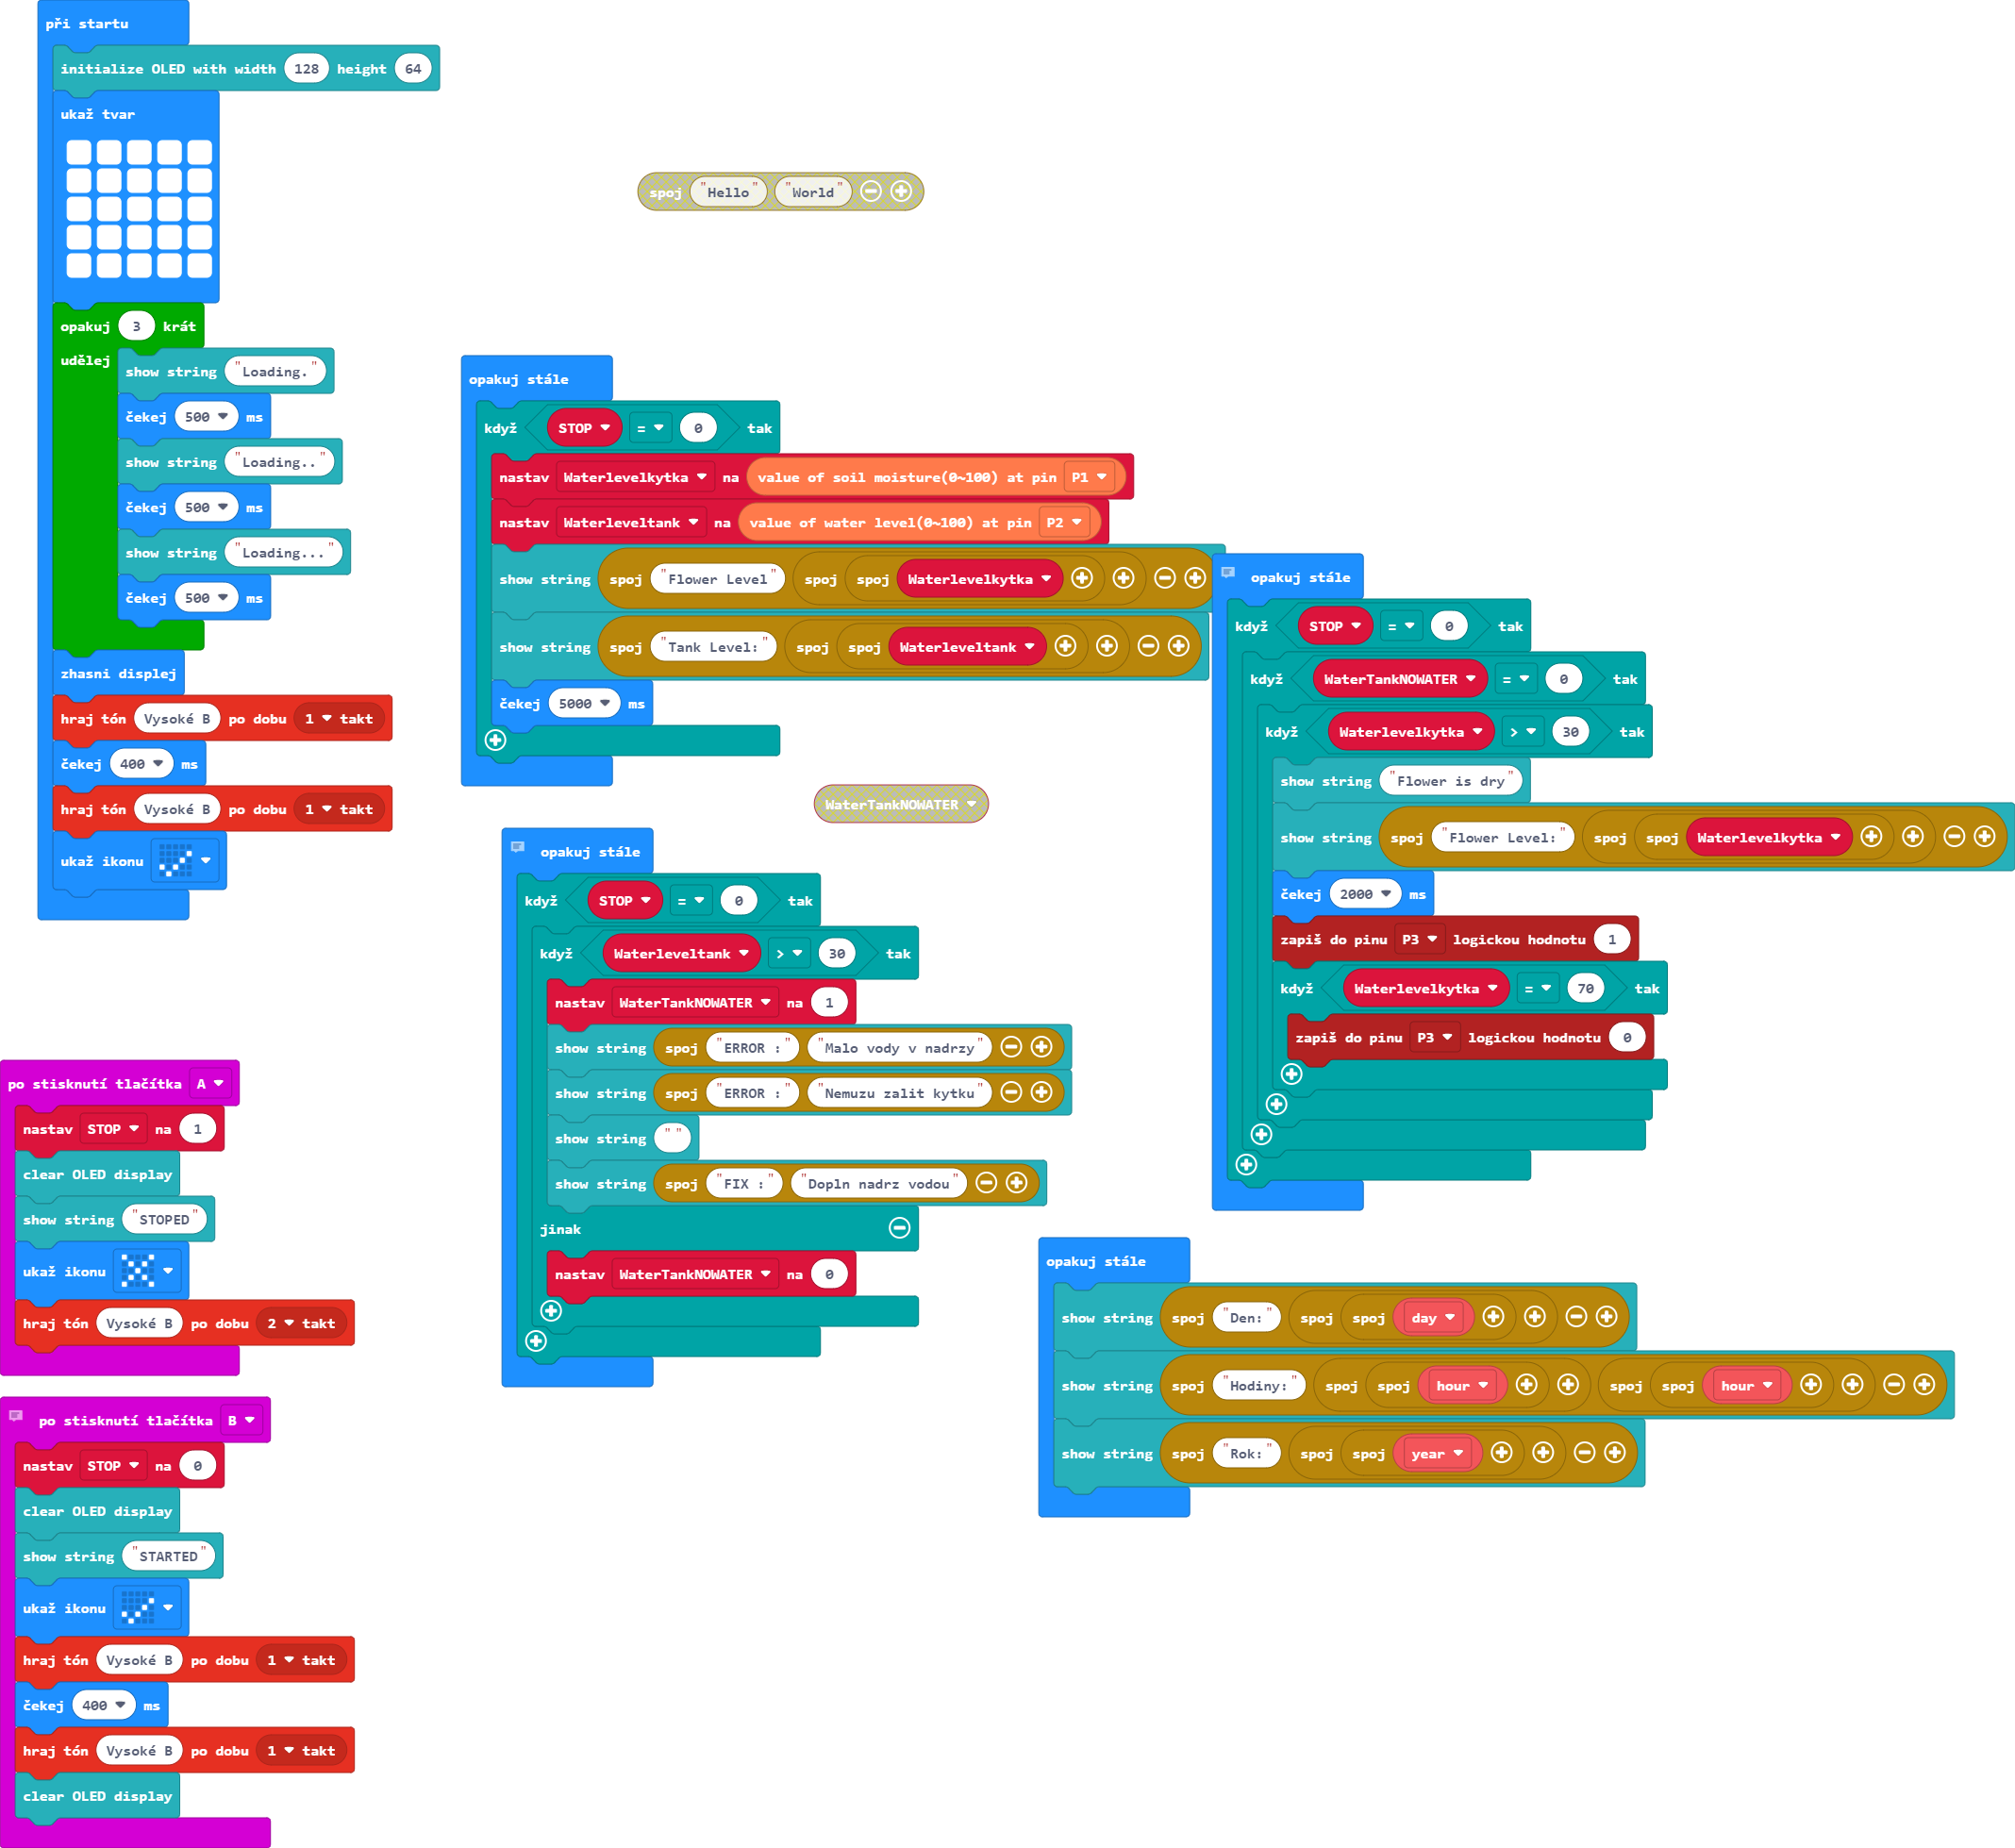 při startu
initialize OLED with width 128 height 64
ukaž tvar
opakuj 3 krát
udělej
show string "Loading."
čekej 500 ms
show string "Loading.."
čekej 500 ms
show string "Loading..."
čekej 500 ms
zhasni displej
hraj tón Vysoké B po dobu 1 takt
čekej 400 ms
hraj tón Vysoké B po dobu 1 takt
ukaž ikonu
spoj "Hello" "World"
opakuj stále
když STOP = 0 tak
nastav Waterlevelkytka na value of soil moisture(0~100) at pin P1
nastav Waterleveltank na value of water level(0~100) at pin P2
show string spoj "Flower Level" spoj spoj Waterlevelkytka
show string spoj "Tank Level:" spoj spoj Waterleveltank
čekej 5000 ms
WaterTankNOWATER
opakuj stále
když STOP = 0 tak
když Waterleveltank > 30 tak
nastav WaterTankNOWATER na 1
show string spoj "ERROR :" "Malo vody v nadrzy"
show string spoj "ERROR :" "Nemuzu zalit kytku"
show string ""
show string spoj "FIX :" "Dopln nadrz vodou"
jinak
nastav WaterTankNOWATER na 0
opakuj stále
když STOP = 0 tak
když WaterTankNOWATER = 0 tak
když Waterlevelkytka > 30 tak
show string "Flower is dry"
show string spoj "Flower Level:" spoj spoj Waterlevelkytka
čekej 2000 ms
zapiš do pinu P3 logickou hodnotu 1
když Waterlevelkytka = 70 tak
zapiš do pinu P3 logickou hodnotu 0
opakuj stále
show string spoj "Den: " spoj spoj day
show string spoj "Hodiny:" spoj spoj hour spoj spoj hour
show string spoj "Rok:" spoj spoj year
po stisknutí tlačítka A
nastav STOP na 1
clear OLED display
show string "STOPED"
ukaž ikonu
hraj tón Vysoké B po dobu 2 takt
po stisknutí tlačítka B
nastav STOP na 0
clear OLED display
show string "STARTED"
ukaž ikonu
hraj tón Vysoké B po dobu 1 takt
čekej 400 ms
hraj tón Vysoké B po dobu 1 takt
clear OLED display